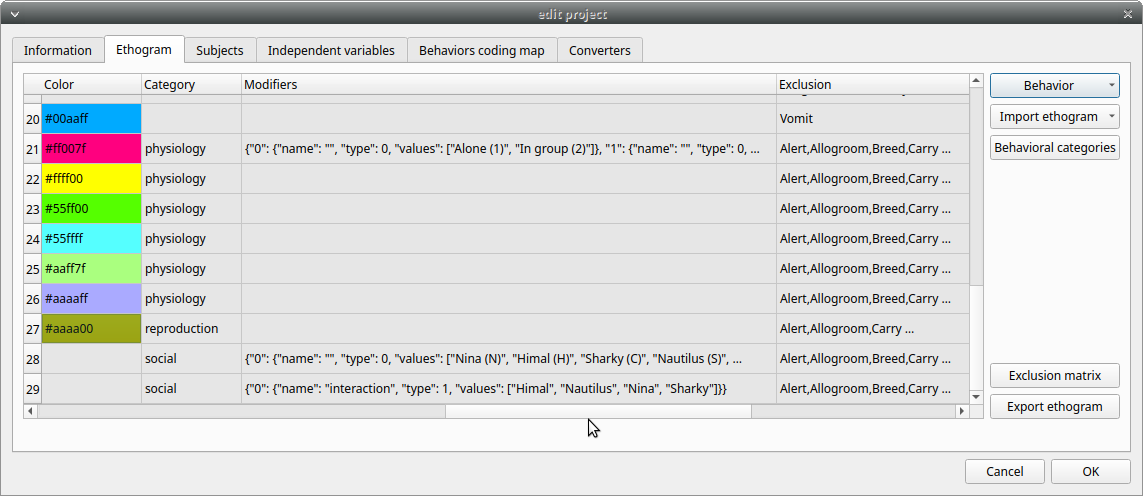 edit project
Information Ethogram Subjects Independent variables Behaviors coding map Converters
Color Category Modifiers Exclusion
Behavior
20 #00aaff Vomit
Import ethogram
21 #ff007f physiology {"0": {"name": "", "type": 0, "values": ["Alone (1)", "In group (2)"]}, "1": {"name": "", "type": 0, ... Alert,Allogroom,Breed,Carry ...
Behavioral categories
22 #ffff00 physiology Alert,Allogroom,Breed,Carry ...
23 #55ff00 physiology Alert,Allogroom,Breed,Carry ...
24 #55ffff physiology Alert,Allogroom,Breed,Carry ...
25 #aaff7f physiology Alert,Allogroom,Breed,Carry ...
26 #aaaaff physiology Alert,Allogroom,Breed,Carry ...
27 #aaaa00 reproduction Alert,Allogroom,Carry ...
28 social {"0": {"name": "", "type": 0, "values": ["Nina (N)", "Himal (H)", "Sharky (C)", "Nautilus (S)", ... Alert,Allogroom,Breed,Carry ...
Exclusion matrix
29 social {"0": {"name": "interaction", "type": 1, "values": ["Himal", "Nautilus", "Nina", "Sharky"]}} Alert,Allogroom,Breed,Carry ...
Export ethogram
Cancel OK